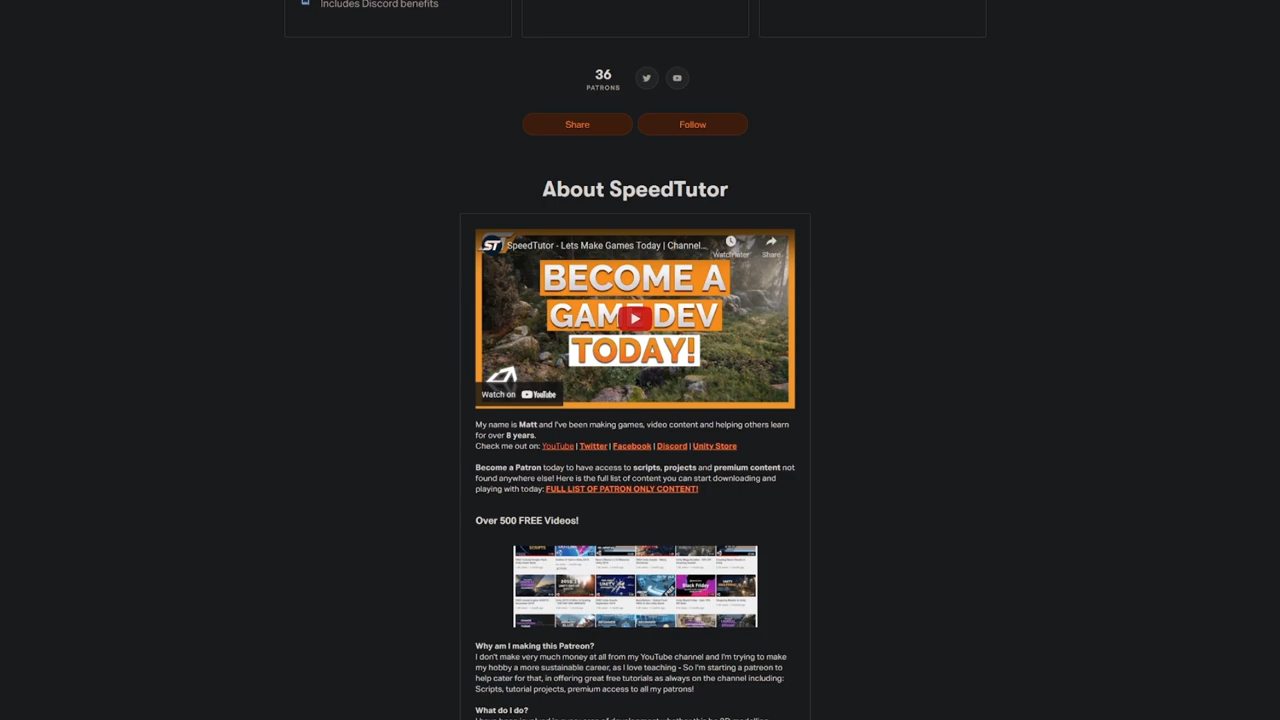 Includes Discord benefits
36
PATRONS
Share
Follow
About SpeedTutor
ST
SpeedTutor - Lets Make Games Today | Channel...
Watch later
Share
BECOME A
GAME DEV
TODAY!
Watch on YouTube
My name is Matt and I've been making games, video content and helping others learn
for over 8 years.
Check me out on: YouTube | Twitter | Facebook | Discord | Unity Store
Become a Patron today to have access to scripts, projects and premium content not
found anywhere else! Here is the full list of content you can start downloading and
playing with today: FULL LIST OF PATRON ONLY CONTENT!
Over 500 FREE Videos!
SCRIPTS
UNITY
Black Friday
UNITY
Why am I making this Patreon?
I don't make very much money at all from my YouTube channel and I'm trying to make
my hobby a more sustainable career, as I love teaching - So I'm starting a patreon to
help cater for that, in offering great free tutorials as always on the channel including:
Scripts, tutorial projects, premium access to all my patrons!
What do I do?